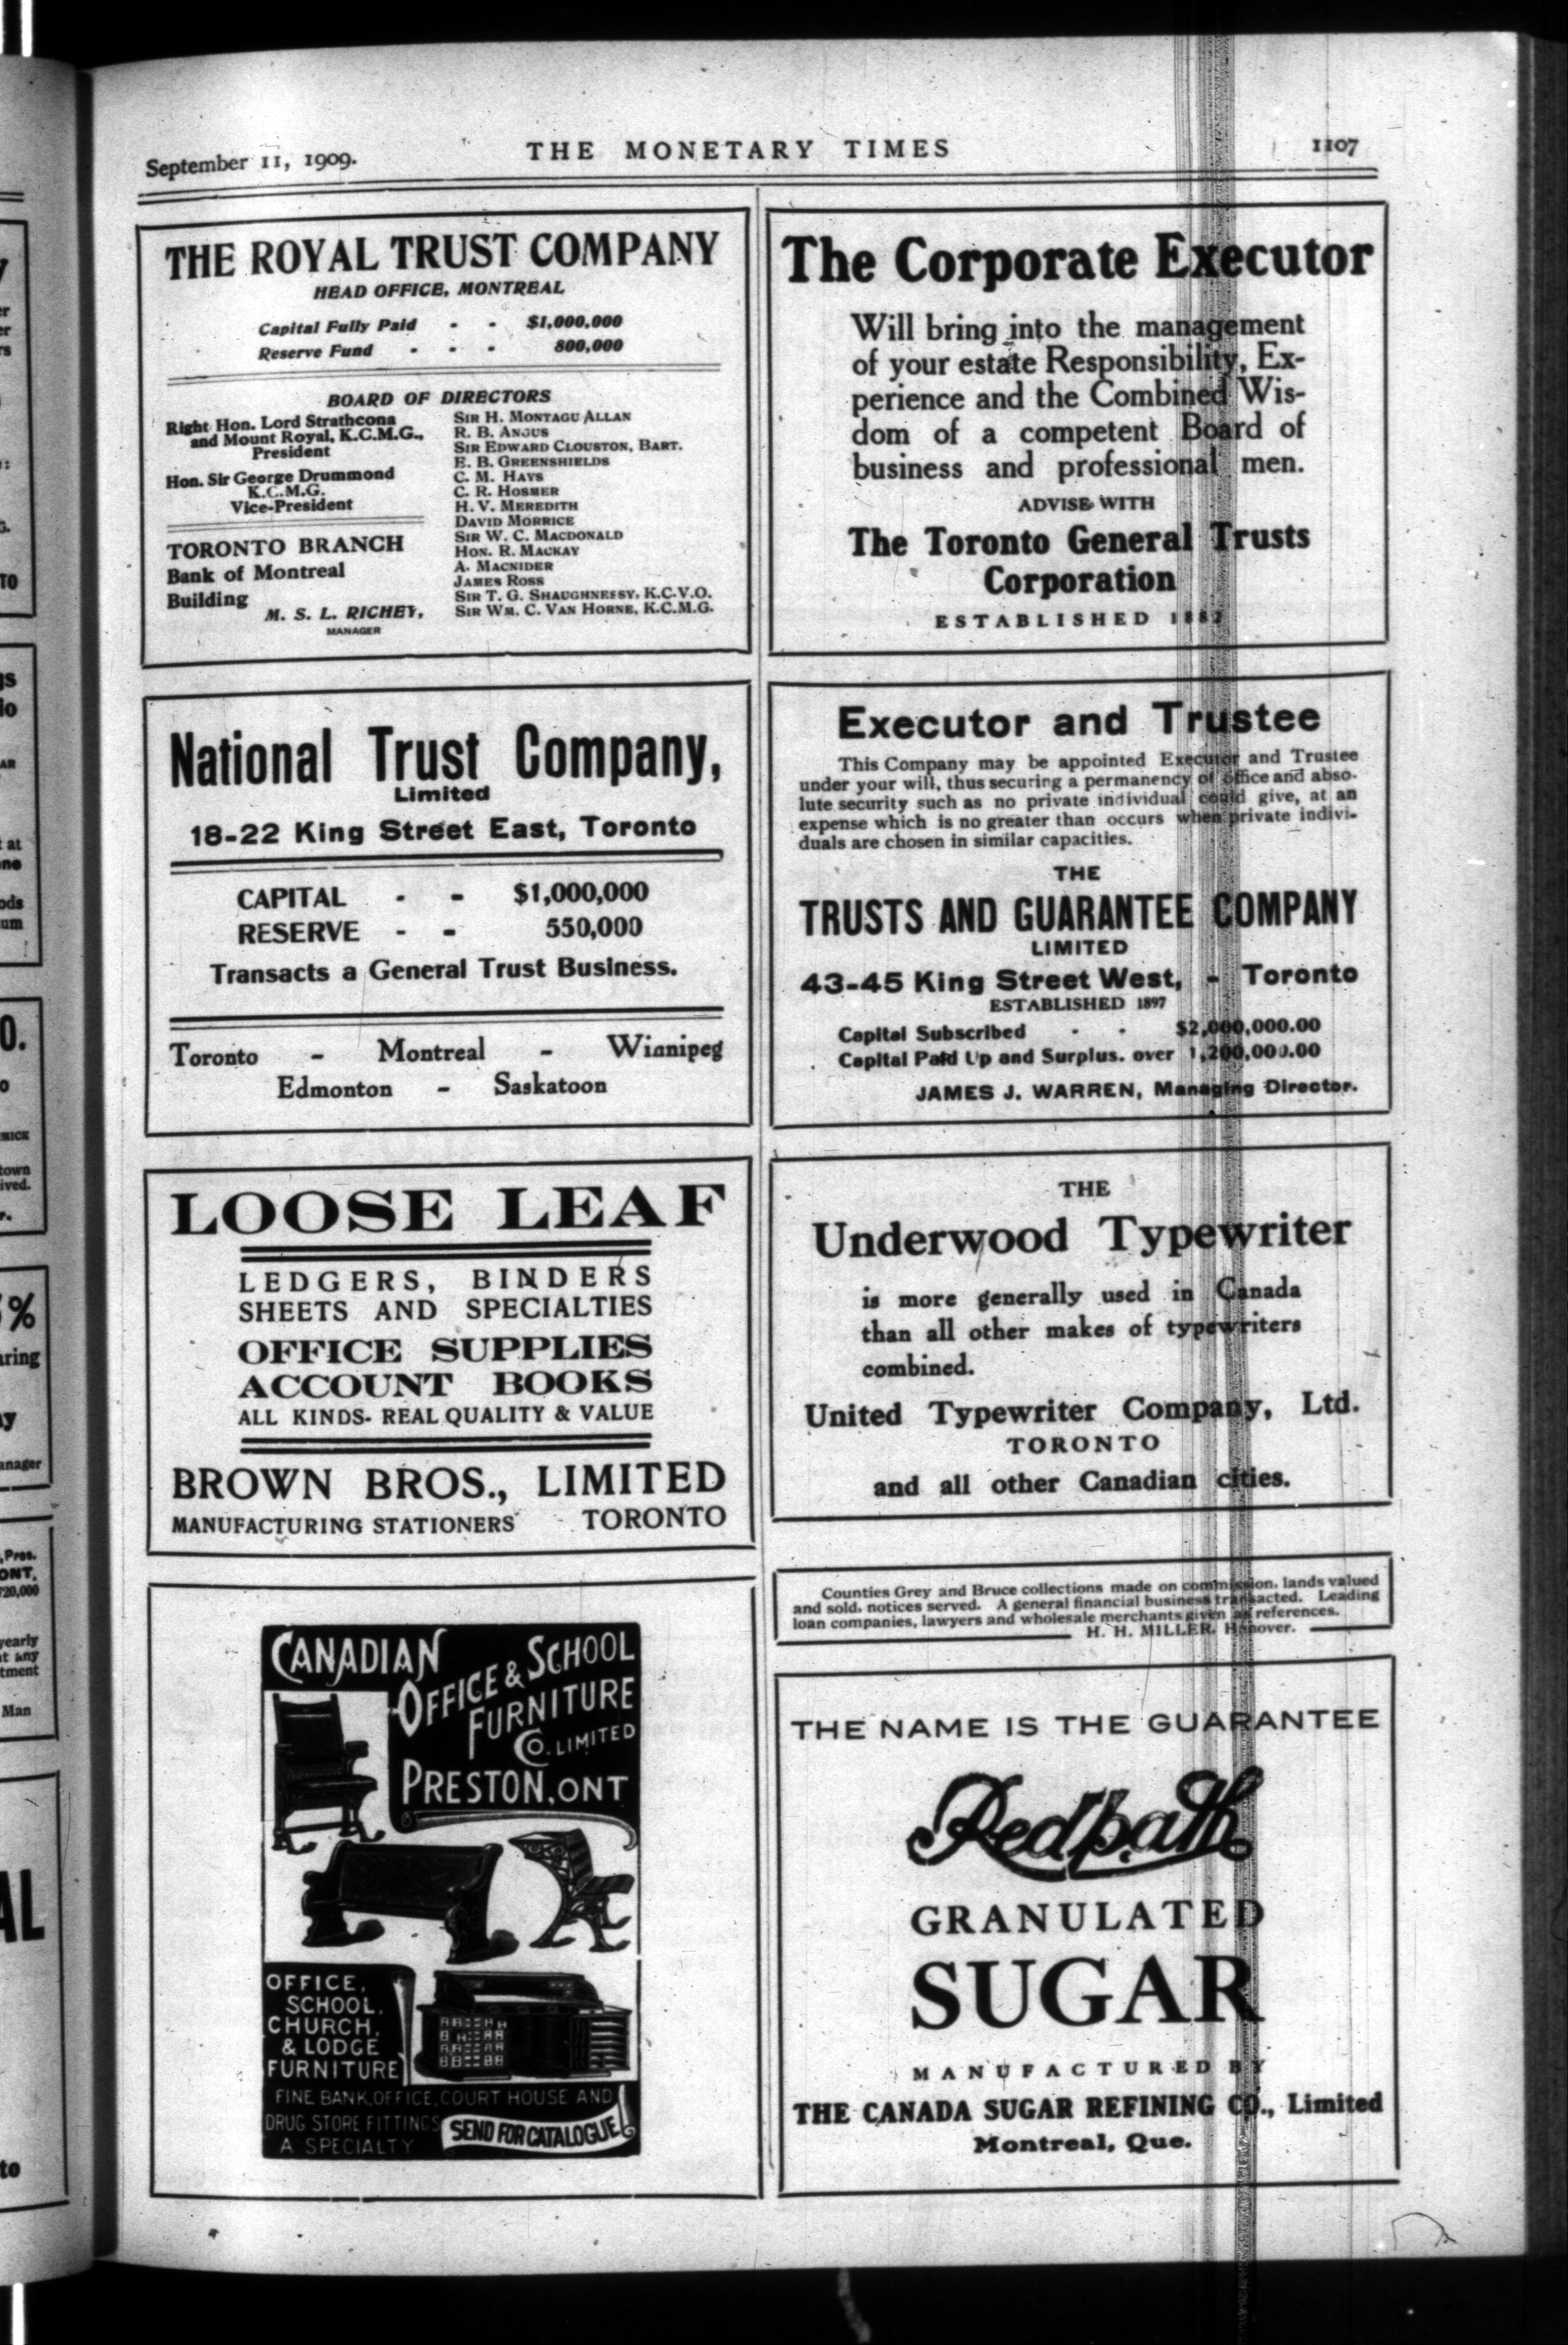 September 11, 1909.
THE MONETARY TIMES
1107
THE ROYAL TRUST COMPANY
HEAD OFFICE, MONTREAL
Capital Fully Paid - - $1,000,000
Reserve Fund - - - 800,000
BOARD OF DIRECTORS
Right Hon. Lord Strathcona
and Mount Royal, K.C.M.G.,
President
Hon. Sir George Drummond
K.C.M.G.
Vice-President
TORONTO BRANCH
Bank of Montreal
Building
M. S. L. RICHEY,
MANAGER
SIR H. MONTAGU ALLAN
R. B. ANGUS
SIR EDWARD CLOUSTON, BART.
E. B. GREENSHIELDS
C. M. HAYS
C. R. HOSMER
H. V. MEREDITH
DAVID MORRICE
SIR W. C. MACDONALD
HON. R. MACKAY
A. MACNIDER
JAMES ROSS
SIR T. G. SHAUGHNESSY, K.C.V.O.
SIR WM. C. VAN HORNE, K.C.M.G.
National Trust Company,
Limited
18-22 King Street East, Toronto
CAPITAL - - $1,000,000
RESERVE - - 550,000
Transacts a General Trust Business.
Toronto - Montreal - Winnipeg
Edmonton - Saskatoon
LOOSE LEAF
LEDGERS, BINDERS
SHEETS AND SPECIALTIES
OFFICE SUPPLIES
ACCOUNT BOOKS
ALL KINDS- REAL QUALITY & VALUE
BROWN BROS., LIMITED
MANUFACTURING STATIONERS TORONTO
CANADIAN
OFFICE & SCHOOL
FURNITURE
CO. LIMITED
PRESTON, ONT
OFFICE,
SCHOOL,
CHURCH,
& LODGE
FURNITURE
FINE BANK, OFFICE, COURT HOUSE AND
DRUG STORE FITTINGS
A SPECIALTY
SEND FOR CATALOGUE
The Corporate Executor
Will bring into the management
of your estate Responsibility, Ex-
perience and the Combined Wis-
dom of a competent Board of
business and professional men.
ADVISE WITH
The Toronto General Trusts
Corporation
ESTABLISHED
Executor and Trustee
This Company may be appointed Executor and Trustee
under your will, thus securing a permanency of office and abso-
lute security such as no private individual could give, at an
expense which is no greater than occurs when private indivi-
duals are chosen in similar capacities.
THE
TRUSTS AND GUARANTEE COMPANY
LIMITED
43-45 King Street West, - Toronto
ESTABLISHED 1897
Capital Subscribed - - $2,000,000.00
Capital Paid Up and Surplus. over 1,200,000.00
JAMES J. WARREN, Managing Director.
THE
Underwood Typewriter
is more generally used in Canada
than all other makes of typewriters
combined.
United Typewriter Company, Ltd.
TORONTO
and all other Canadian cities.
Counties Grey and Bruce collections made on commission, lands valued
and sold, notices served. A general financial business transacted. Leading
loan companies, lawyers and wholesale merchants given as references.
H. H. MILLER, Hanover.
THE NAME IS THE GUARANTEE
Redpath
GRANULATED
SUGAR
MANUFACTURED BY
THE CANADA SUGAR REFINING CO., Limited
Montreal, Que.